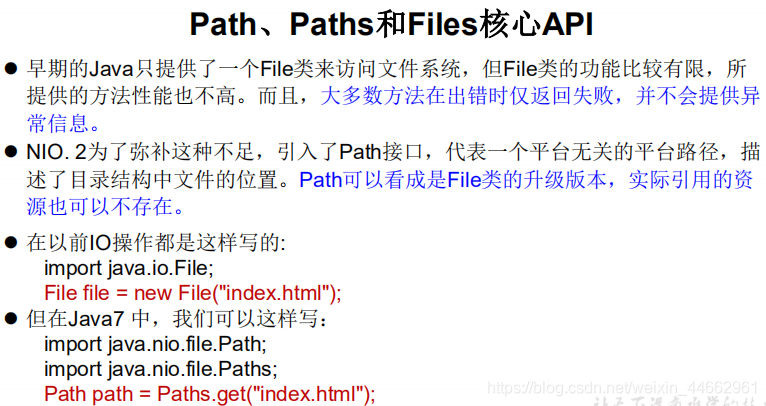 Path、Paths和Files核心API
● 早期的Java只提供了一个File类来访问文件系统，但File类的功能比较有限，所
提供的方法性能也不高。而且，大多数方法在出错时仅返回失败，并不会提供异
常信息。
● NIO. 2为了弥补这种不足，引入了Path接口，代表一个平台无关的平台路径，描
述了目录结构中文件的位置。Path可以看成是File类的升级版本，实际引用的资
源也可以不存在。
● 在以前IO操作都是这样写的:
import java.io.File;
File file = new File("index.html");
● 但在Java7 中，我们可以这样写：
import java.nio.file.Path;
import java.nio.file.Paths;
Path path = Paths.get("index.html");
https://blog.csdn.net/weixin_44662961